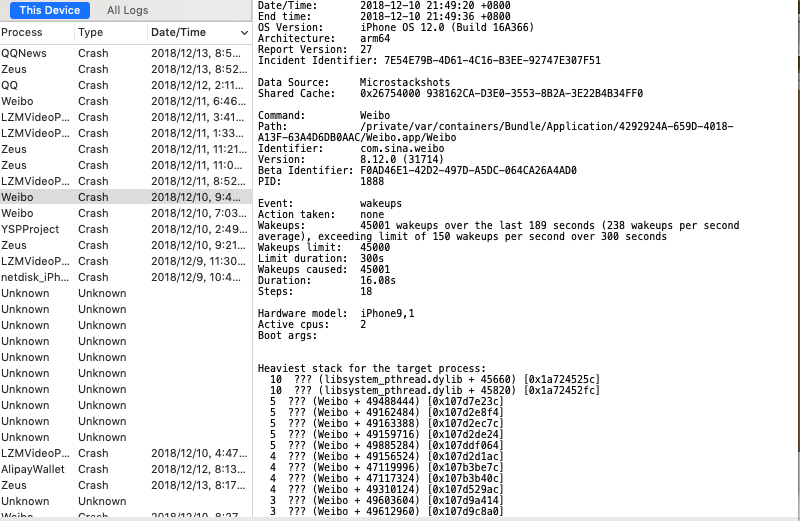 This Device
All Logs
Process Type Date/Time
QQNews Crash 2018/12/13, 8:5...
Zeus Crash 2018/12/13, 8:52...
QQ Crash 2018/12/12, 2:11...
Weibo Crash 2018/12/11, 6:46...
LZMVideoP... Crash 2018/12/11, 3:41...
LZMVideoP... Crash 2018/12/11, 1:33...
Zeus Crash 2018/12/11, 11:21...
Zeus Crash 2018/12/11, 11:0...
LZMVideoP... Crash 2018/12/11, 8:52...
Weibo Crash 2018/12/10, 9:4...
Weibo Crash 2018/12/10, 7:03...
YSPProject Crash 2018/12/10, 2:49...
Zeus Crash 2018/12/10, 9:21...
LZMVideoP... Crash 2018/12/9, 11:30...
netdisk_iPh... Crash 2018/12/9, 10:4...
Unknown Unknown
Unknown Unknown
Unknown Unknown
Unknown Unknown
Unknown Unknown
Unknown Unknown
Unknown Unknown
Unknown Unknown
Unknown Unknown
Unknown Unknown
LZMVideoP... Crash 2018/12/10, 4:47...
AlipayWallet Crash 2018/12/12, 8:13...
Zeus Crash 2018/12/13, 8:17...
Unknown Unknown
Weibo Crash 2018/12/10, 8:27
Date/Time: 2018-12-10 21:49:20 +0800
End time: 2018-12-10 21:49:36 +0800
OS Version: iPhone OS 12.0 (Build 16A366)
Architecture: arm64
Report Version: 27
Incident Identifier: 7E54E79B-4D61-4C16-B3EE-92747E307F51
Data Source: Microstackshots
Shared Cache: 0x26754000 938162CA-D3E0-3553-8B2A-3E22B4B34FF0
Command: Weibo
Path: /private/var/containers/Bundle/Application/4292924A-659D-4018-
A13F-63A4D6DB0AAC/Weibo.app/Weibo
Identifier: com.sina.weibo
Version: 8.12.0 (31714)
Beta Identifier: F0AD46E1-42D2-497D-A5DC-064CA26A4AD0
PID: 1888
Event: wakeups
Action taken: none
Wakeups: 45001 wakeups over the last 189 seconds (238 wakeups per second
average), exceeding limit of 150 wakeups per second over 300 seconds
Wakeups limit: 45000
Limit duration: 300s
Wakeups caused: 45001
Duration: 16.08s
Steps: 18
Hardware model: iPhone9,1
Active cpus: 2
Boot args:
Heaviest stack for the target process:
10 ??? (libsystem_pthread.dylib + 45660) [0x1a724525c]
10 ??? (libsystem_pthread.dylib + 45820) [0x1a72452fc]
5 ??? (Weibo + 49488444) [0x107d7e23c]
5 ??? (Weibo + 49162484) [0x107d2e8f4]
5 ??? (Weibo + 49163388) [0x107d2ec7c]
5 ??? (Weibo + 49159716) [0x107d2de24]
5 ??? (Weibo + 49885284) [0x107ddf064]
4 ??? (Weibo + 49156524) [0x107d2d1ac]
4 ??? (Weibo + 47119996) [0x107b3be7c]
4 ??? (Weibo + 47117324) [0x107b3b40c]
4 ??? (Weibo + 49310124) [0x107d529ac]
3 ??? (Weibo + 49603604) [0x107d9a414]
3 ??? (Weibo + 49612960) [0x107d9c8a0]